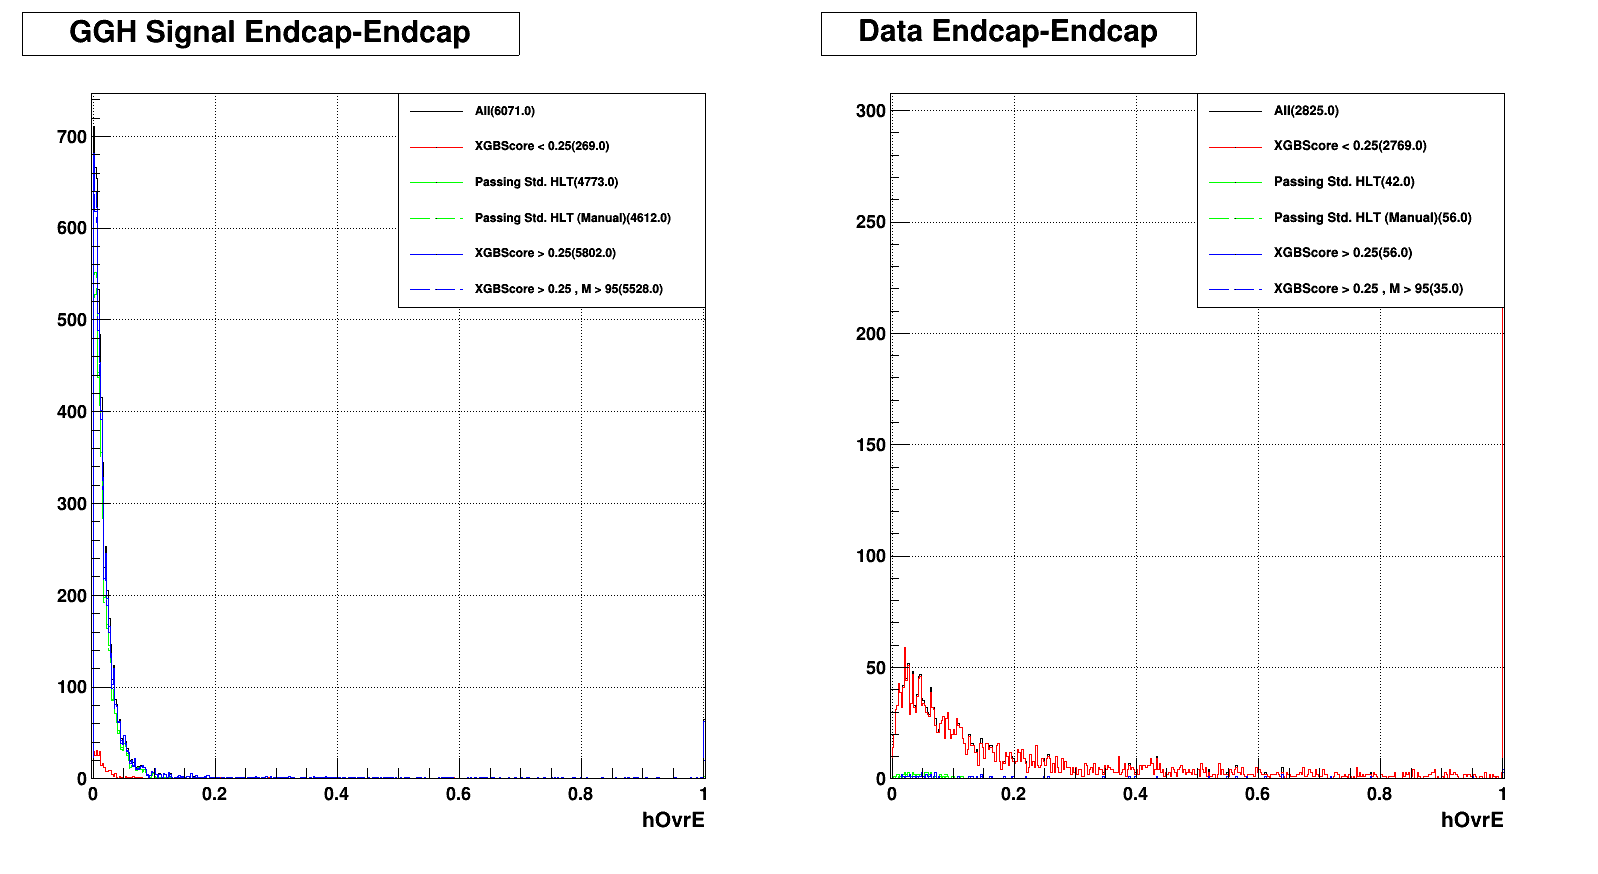 GGH Signal Endcap-Endcap
All(6071.0)
XGBScore < 0.25(269.0)
Passing Std. HLT(4773.0)
Passing Std. HLT (Manual)(4612.0)
XGBScore > 0.25(5802.0)
XGBScore > 0.25 , M > 95(5528.0)
700
600
500
400
300
200
100
0
0 0.2 0.4 0.6 0.8 1
hOvrE
Data Endcap-Endcap
All(2825.0)
XGBScore < 0.25(2769.0)
Passing Std. HLT(42.0)
Passing Std. HLT (Manual)(56.0)
XGBScore > 0.25(56.0)
XGBScore > 0.25 , M > 95(35.0)
300
250
200
150
100
50
0
0 0.2 0.4 0.6 0.8 1
hOvrE